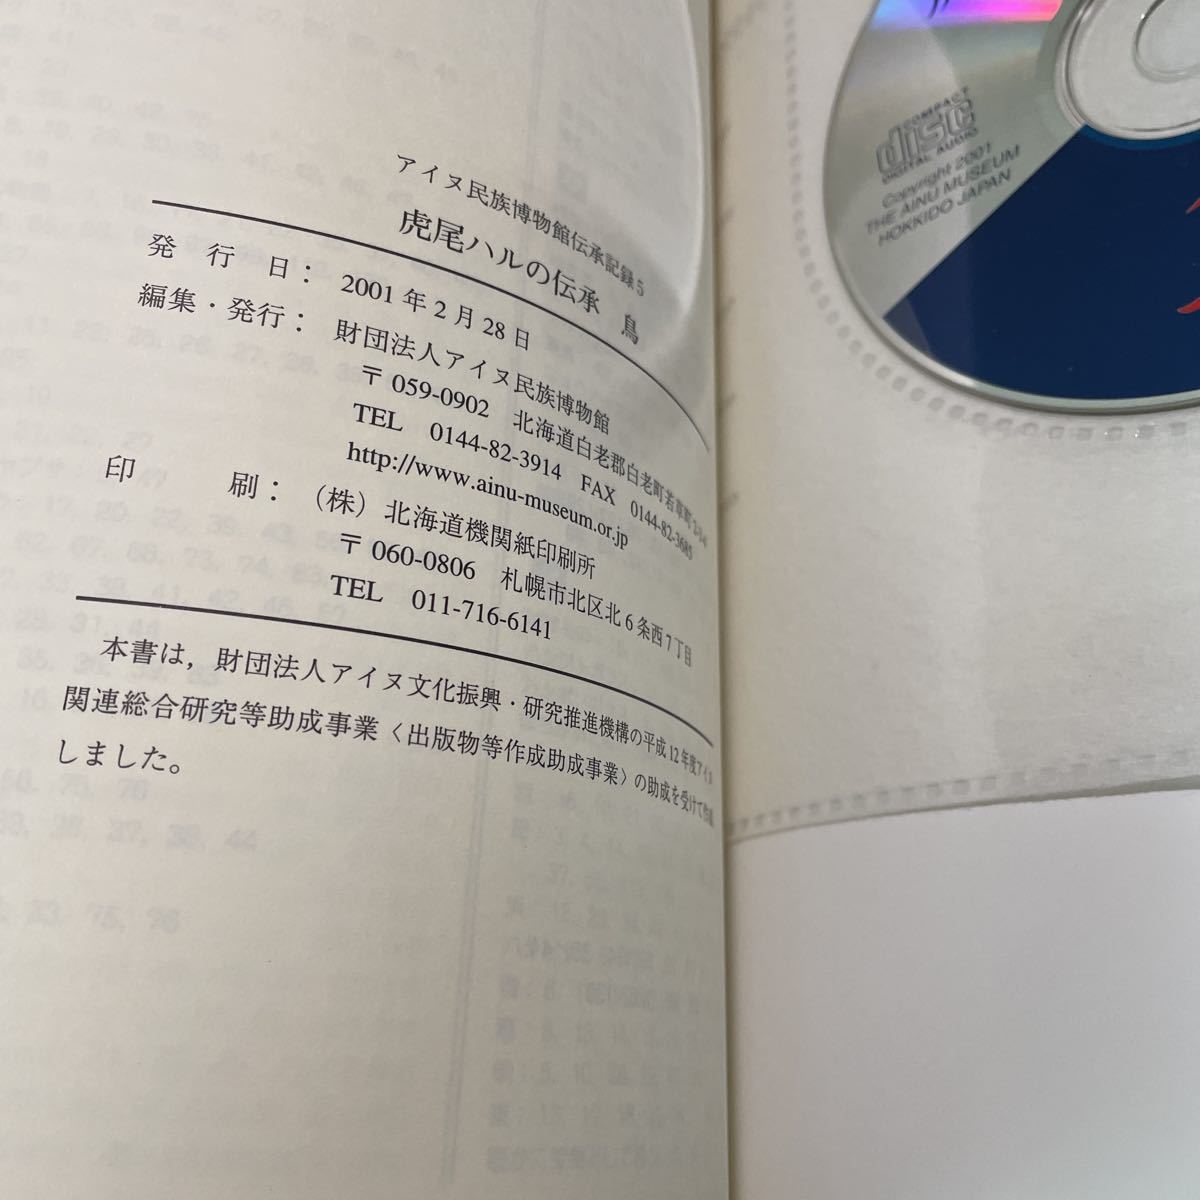 アイヌ民族博物館伝承記録5
虎尾ハルの伝承 鳥
発 行 日： 2001年2月28日
編集・発行： 財団法人アイヌ民族博物館
〒059-0902 北海道白老郡白老町若草町
TEL 0144-82-3914 FAX 0144-82-3685
http://www.ainu-museum.or.jp
印 刷： （株）北海道機関紙印刷所
〒060-0806 札幌市北区北6条西7丁目
TEL 011-716-6141
本書は，財団法人アイヌ文化振興・研究推進機構の平成12年度アイヌ
関連総合研究等助成事業〈出版物等作成助成事業〉の助成を受けて作成
しました。
COMPACT
disc
DIGITAL AUDIO
Copyright 2001
THE AINU MUSEUM
HOKKIDO JAPAN